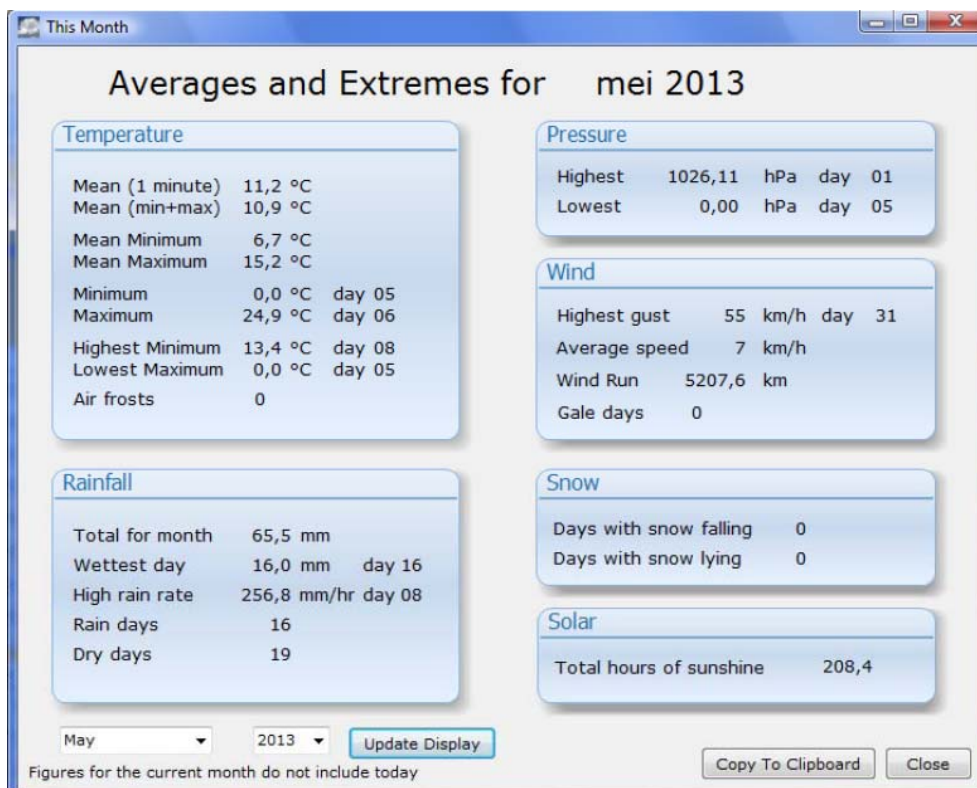 This Month
Averages and Extremes for mei 2013
Temperature
Mean (1 minute) 11,2 °C
Mean (min+max) 10,9 °C
Mean Minimum 6,7 °C
Mean Maximum 15,2 °C
Minimum 0,0 °C day 05
Maximum 24,9 °C day 06
Highest Minimum 13,4 °C day 08
Lowest Maximum 0,0 °C day 05
Air frosts 0
Rainfall
Total for month 65,5 mm
Wettest day 16,0 mm day 16
High rain rate 256,8 mm/hr day 08
Rain days 16
Dry days 19
Pressure
Highest 1026,11 hPa day 01
Lowest 0,00 hPa day 05
Wind
Highest gust 55 km/h day 31
Average speed 7 km/h
Wind Run 5207,6 km
Gale days 0
Snow
Days with snow falling 0
Days with snow lying 0
Solar
Total hours of sunshine 208,4
May 2013 Update Display
Figures for the current month do not include today
Copy To Clipboard Close